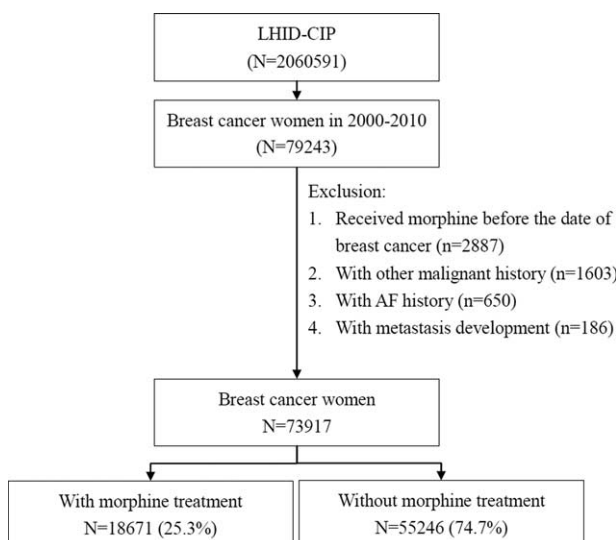 LHID-CIP
(N=2060591)
Breast cancer women in 2000-2010
(N=79243)
Exclusion:
1. Received morphine before the date of
breast cancer (n=2887)
2. With other malignant history (n=1603)
3. With AF history (n=650)
4. With metastasis development (n=186)
Breast cancer women
N=73917
With morphine treatment
N=18671 (25.3%)
Without morphine treatment
N=55246 (74.7%)